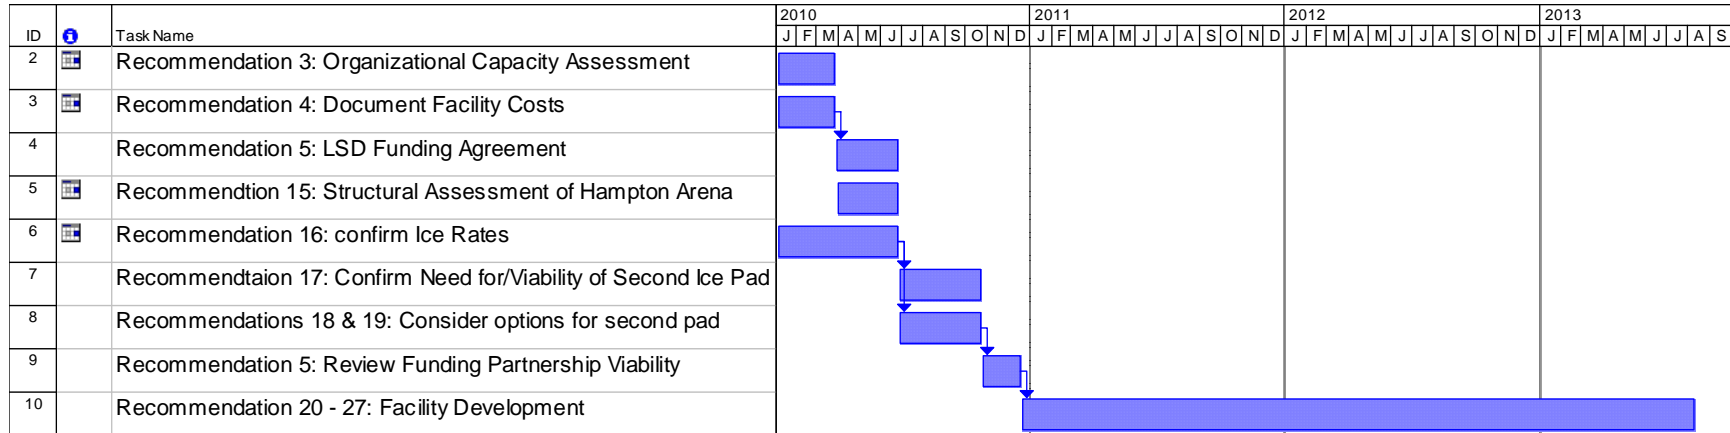 2010 2011 2012 2013
ID Task Name J F M A M J J A S O N D J F M A M J J A S O N D J F M A M J J A S O N D J F M A M J J A S
2 Recommendation 3: Organizational Capacity Assessment
3 Recommendation 4: Document Facility Costs
4 Recommendation 5: LSD Funding Agreement
5 Recommendtion 15: Structural Assessment of Hampton Arena
6 Recommendation 16: confirm Ice Rates
7 Recommendtaion 17: Confirm Need for/Viability of Second Ice Pad
8 Recommendations 18 & 19: Consider options for second pad
9 Recommendation 5: Review Funding Partnership Viability
10 Recommendation 20 - 27: Facility Development